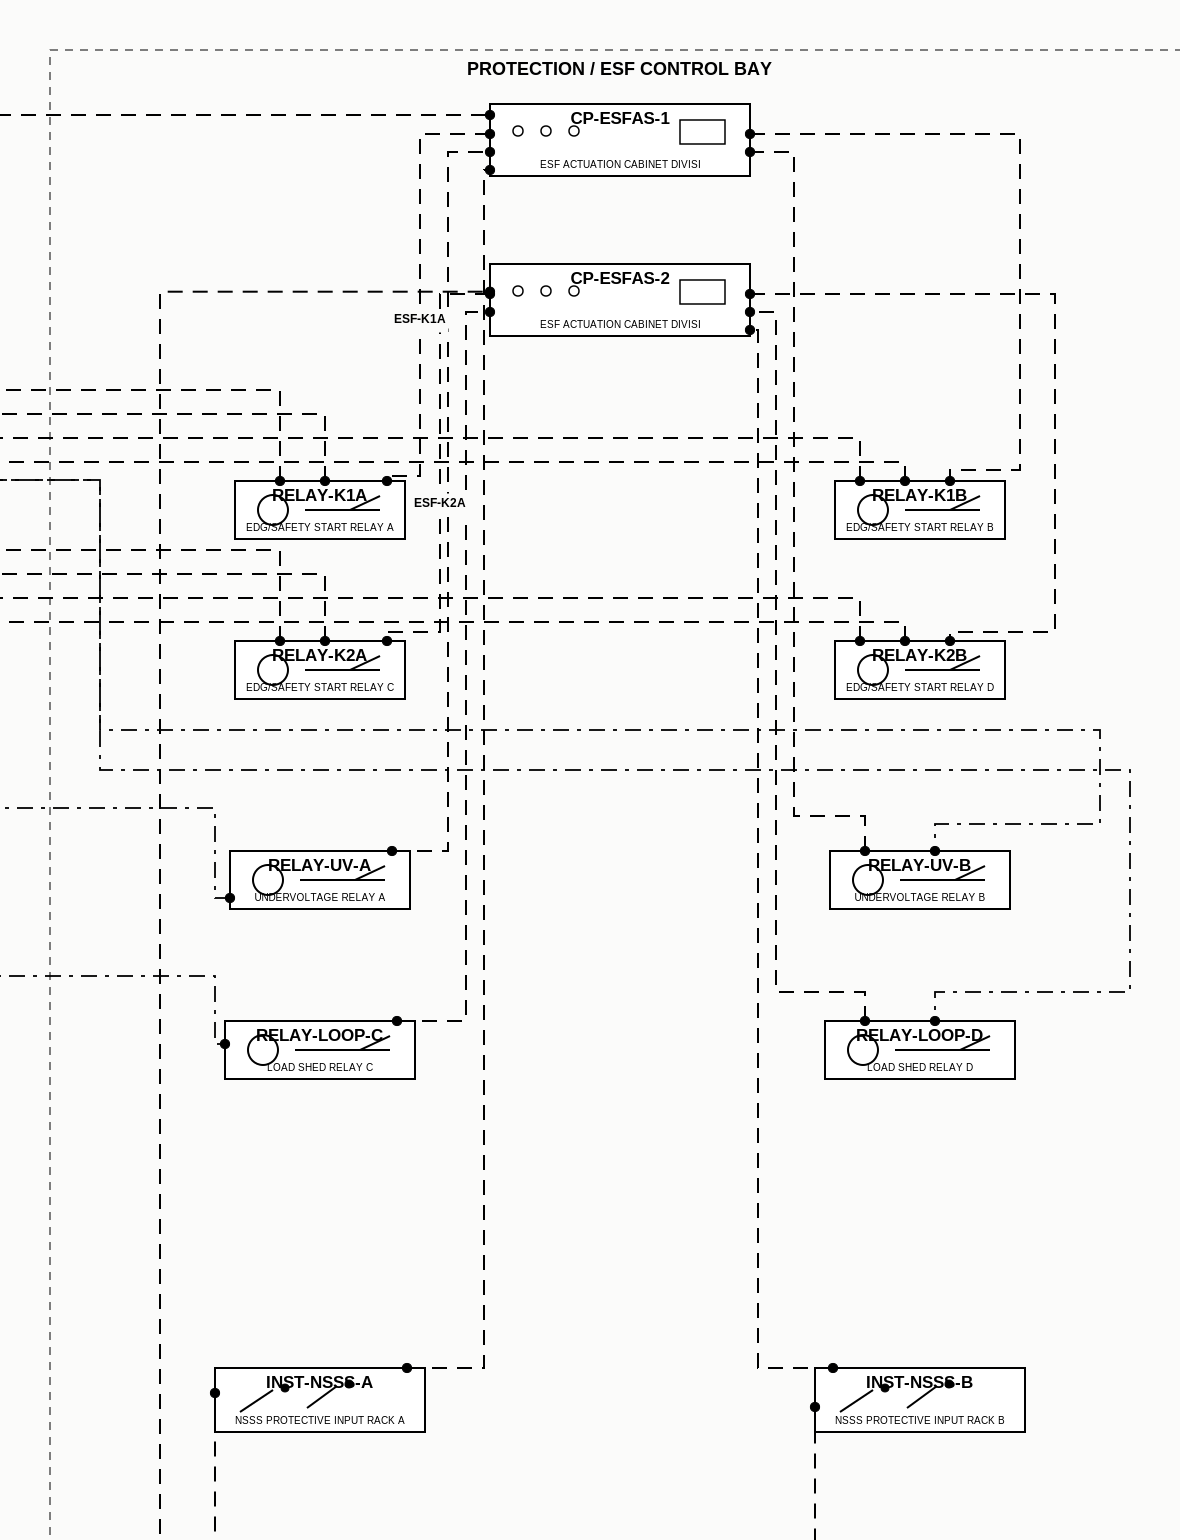 PROTECTION / ESF CONTROL BAY
CP-ESFAS-1
ESF ACTUATION CABINET DIVISI
CP-ESFAS-2
ESF ACTUATION CABINET DIVISI
ESF-K1A
RELAY-K1A
EDG/SAFETY START RELAY A
RELAY-K1B
EDG/SAFETY START RELAY B
ESF-K2A
RELAY-K2A
EDG/SAFETY START RELAY C
RELAY-K2B
EDG/SAFETY START RELAY D
RELAY-UV-A
UNDERVOLTAGE RELAY A
RELAY-UV-B
UNDERVOLTAGE RELAY B
RELAY-LOOP-C
LOAD SHED RELAY C
RELAY-LOOP-D
LOAD SHED RELAY D
INST-NSSS-A
NSSS PROTECTIVE INPUT RACK A
INST-NSSS-B
NSSS PROTECTIVE INPUT RACK B